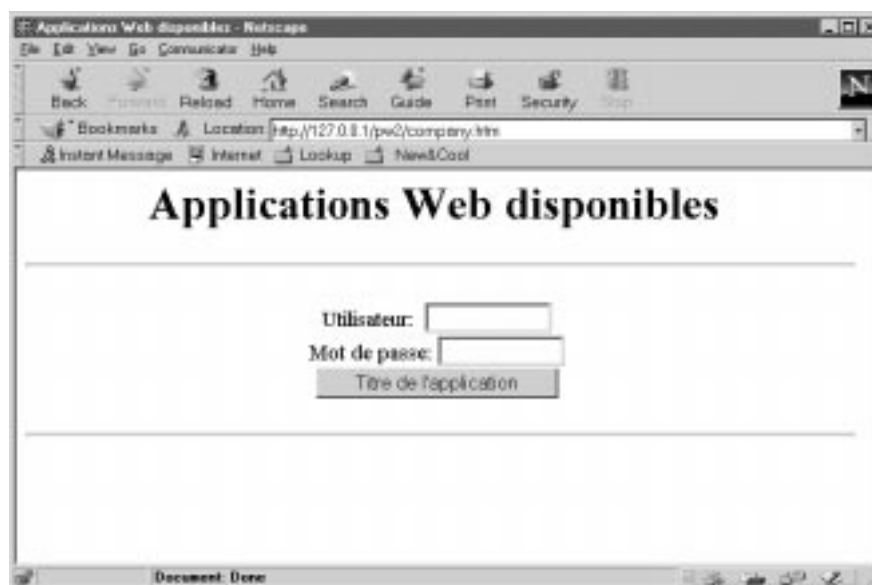 Applications Web disponibles - Netscape
File Edit View Go Communicator Help
Back Forward Reload Home Search Guide Print Security Stop
Bookmarks Location: http://127.0.0.1/pw2/company.htm
Instant Message Internet Lookup New&Cool
Applications Web disponibles
Utilisateur:
Mot de passe:
Titre de l'application
Document: Done